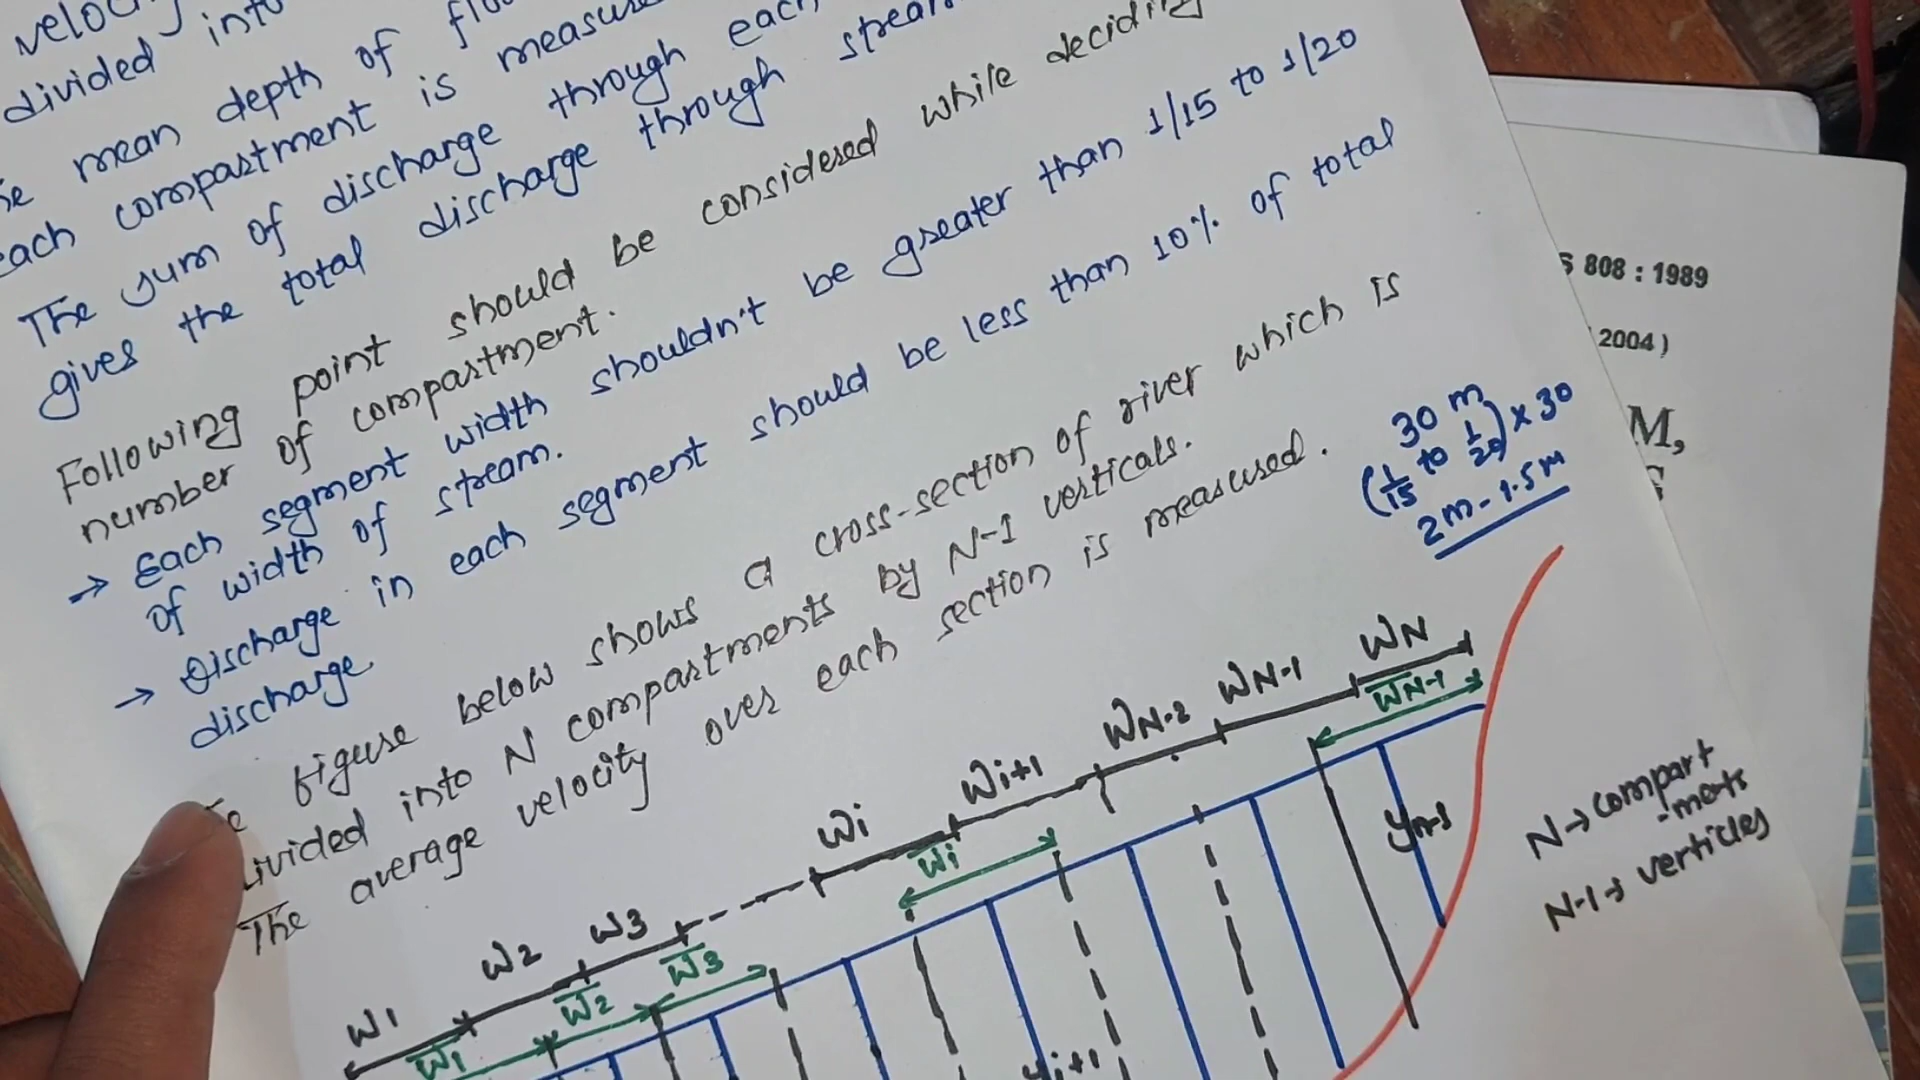 divided into
mean depth of
each compartment is
The sum of discharge through each
gives the total discharge through
Following point should be considered while deciding
number of compartment.
→ Each segment width shouldn't be greater than 1/15 to 1/20
of width of stream.
→ Discharge in each segment should be less than 10% of total
discharge
figure below shows a cross-section of river which is
divided into N compartments by N-1 verticals.
The average velocity over each section is measured.
30 m
(1/15 to 1/20) x 30
2m - 1.5m
W1 W2 W3 Wi Wi+1 WN-2 WN-1 WN
W̅1 W̅2 W̅3 W̅i W̅N-1
yi+1
yN-1
N → compart
-ments
N-1 → verticles
808 : 1989
2004 )
M,